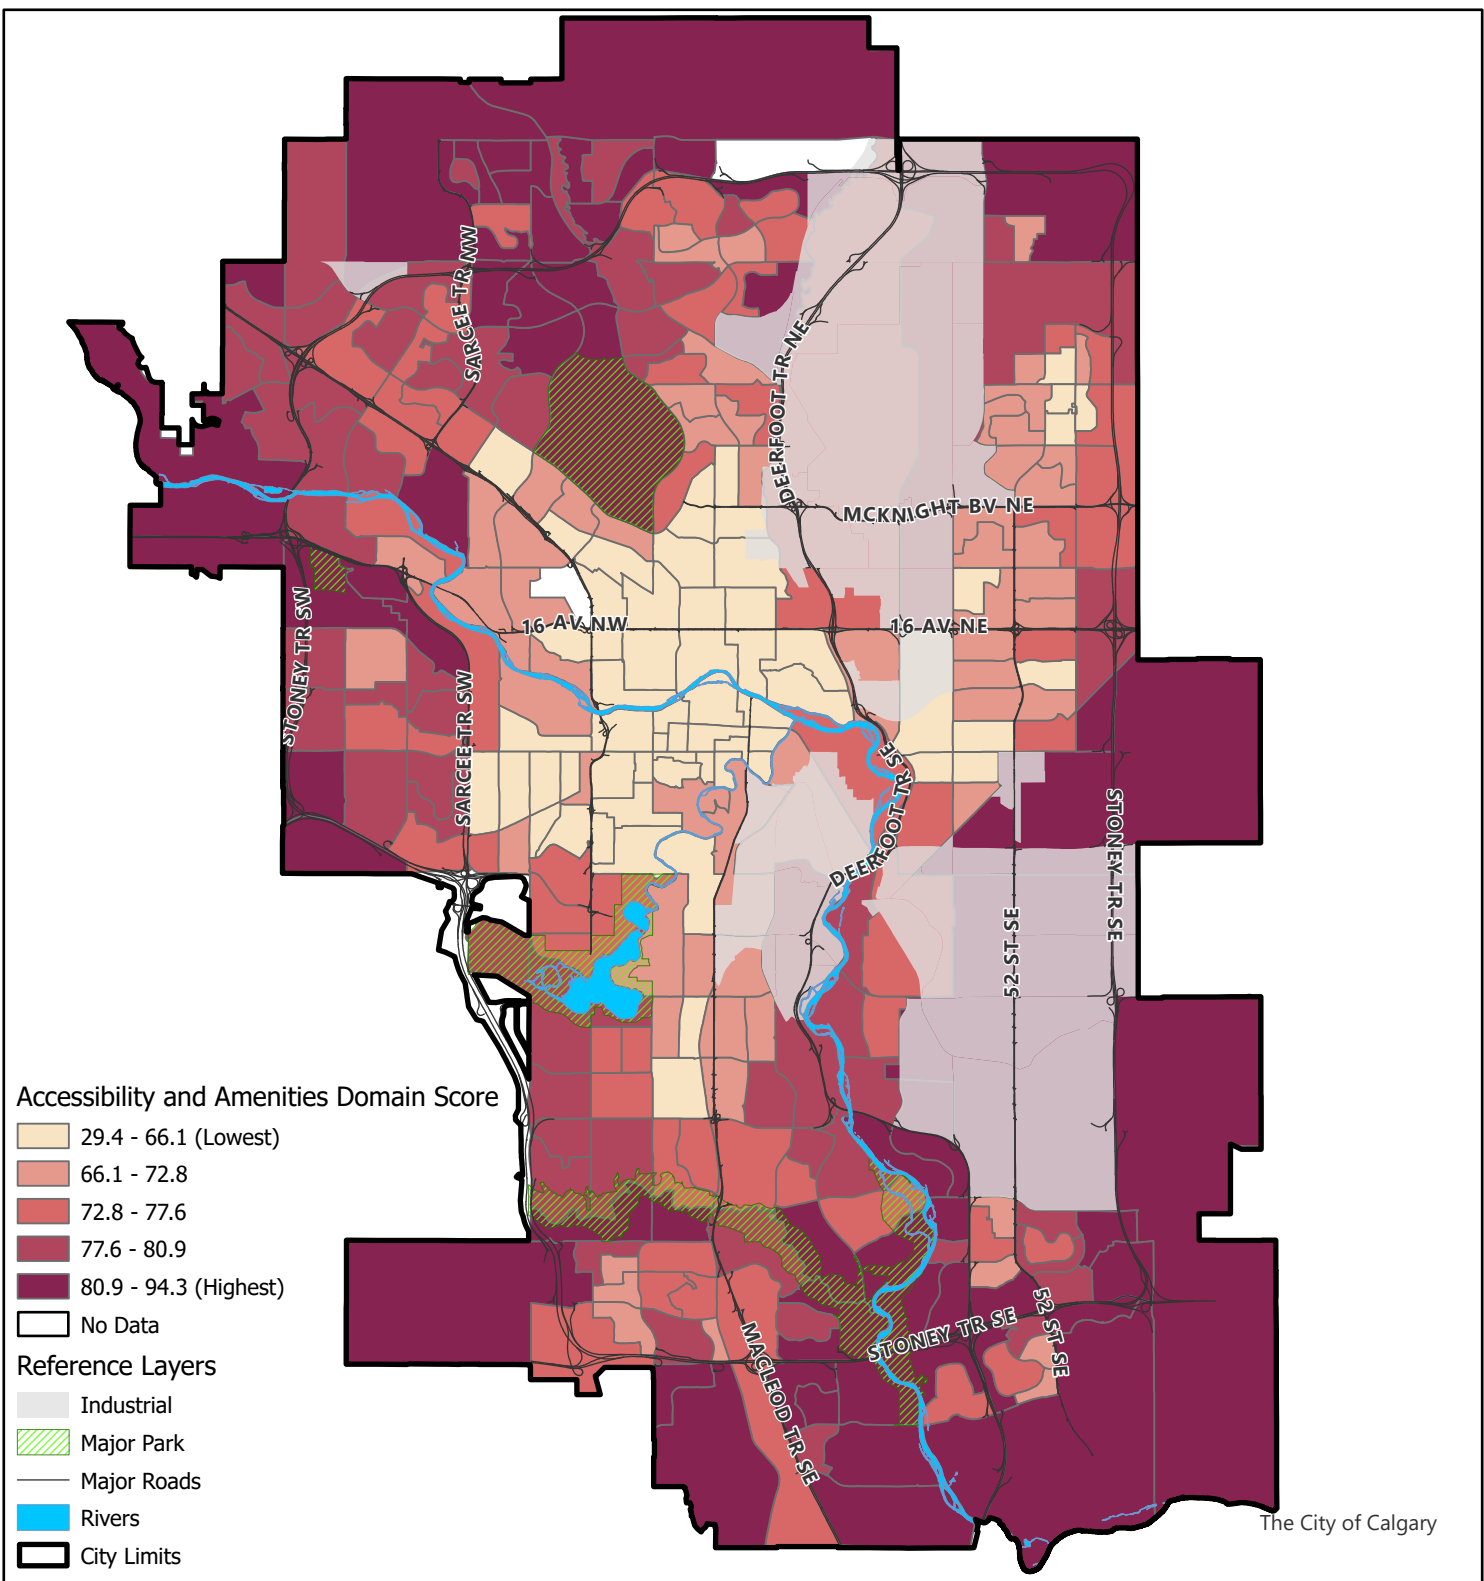 SARCEE TR NW
DEERFOOT TR NE
MCKNIGHT BV NE
STONEY TR SW
16 AV NW
16 AV NE
SARCEE TR SW
DEERFOOT TR SE
STONEY TR SE
52 ST SE
STONEY TR SE
52 ST SE
MACLEOD TR SE
Accessibility and Amenities Domain Score
29.4 - 66.1 (Lowest)
66.1 - 72.8
72.8 - 77.6
77.6 - 80.9
80.9 - 94.3 (Highest)
No Data
Reference Layers
Industrial
Major Park
Major Roads
Rivers
City Limits
The City of Calgary